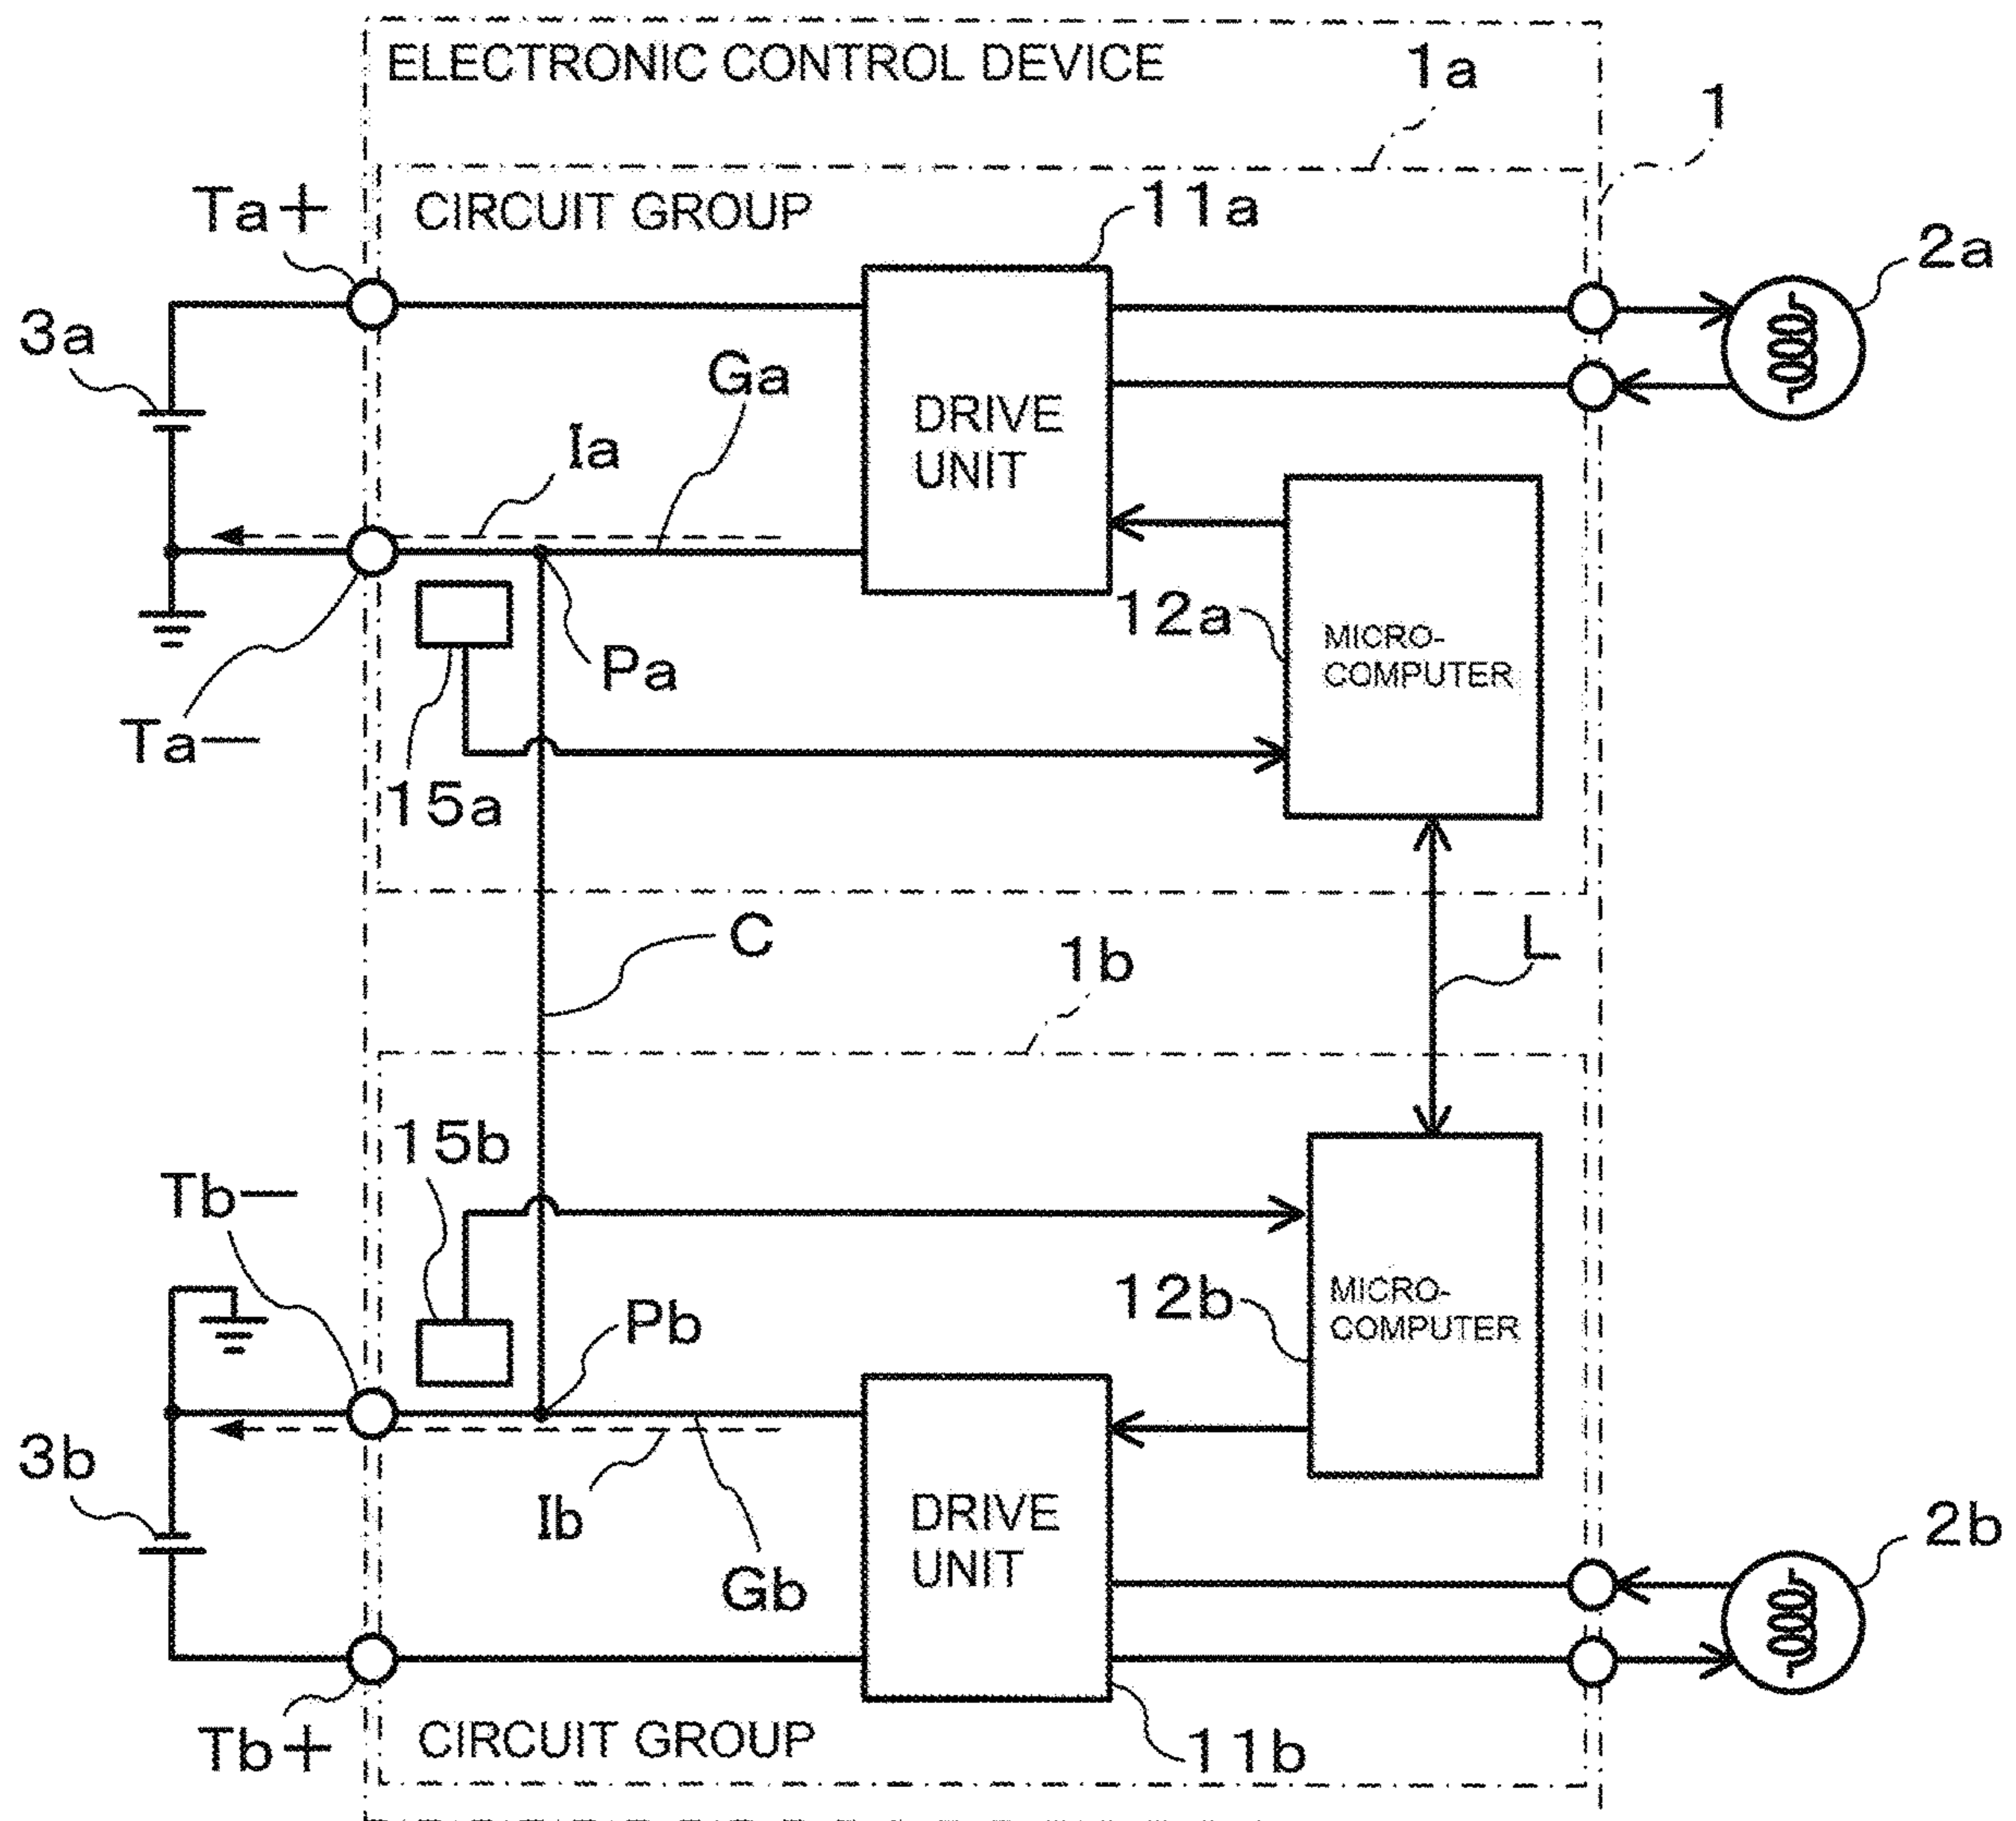 ELECTRONIC CONTROL DEVICE
1a
1
Ta+
CIRCUIT GROUP
11a
2a
3a
Ga
DRIVE
UNIT
Ia
12a
MICRO-
COMPUTER
Pa
Ta−
15a
C
1b
L
15b
Tb−
12b
MICRO-
COMPUTER
Pb
3b
Ib
DRIVE
UNIT
2b
Gb
Tb+
CIRCUIT GROUP
11b